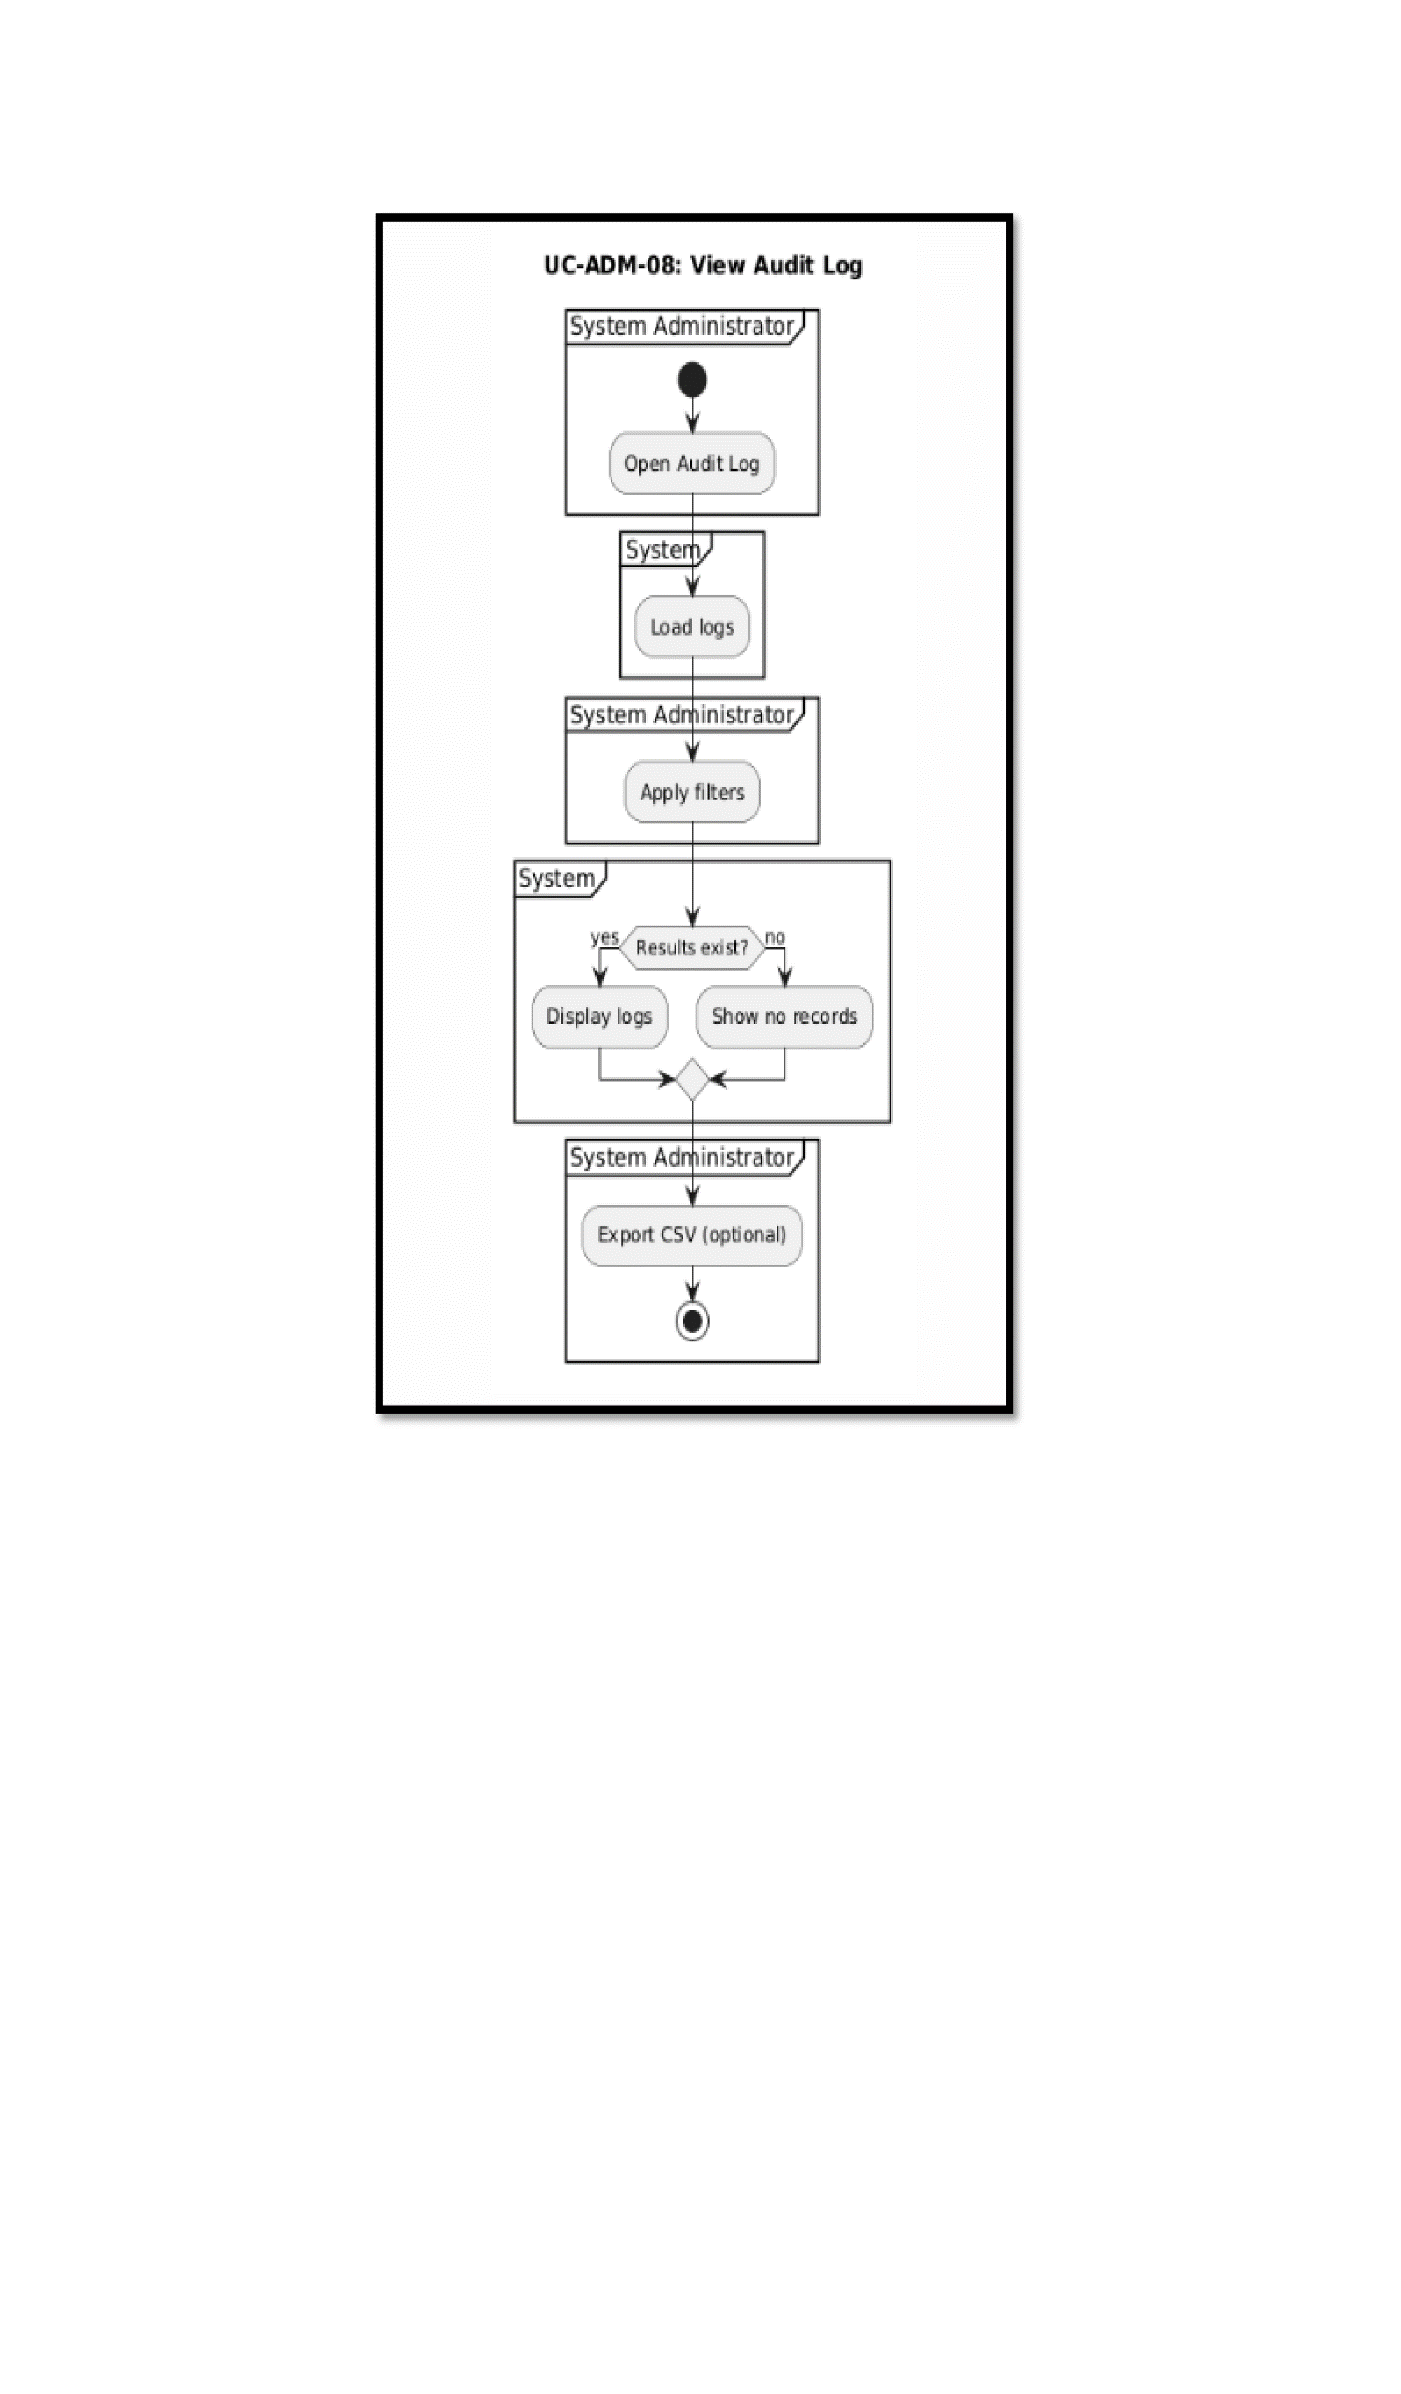 UC-ADM-08: View Audit Log
System Administrator
Open Audit Log
System
Load logs
System Administrator
Apply filters
System
yes
Results exist?
no
Display logs
Show no records
System Administrator
Export CSV (optional)